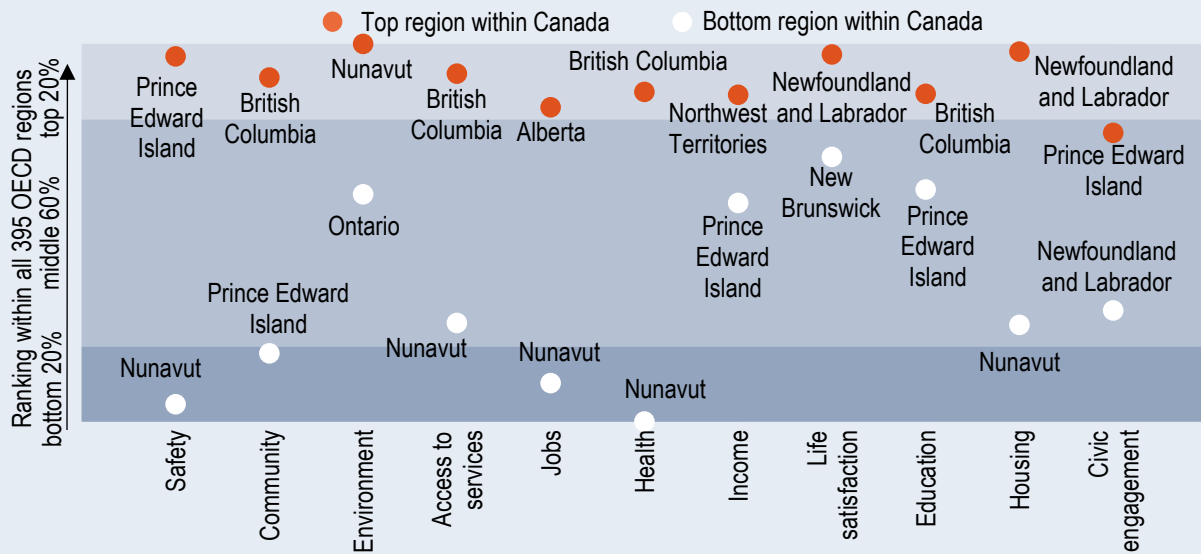 Top region within Canada
Bottom region within Canada
Ranking within all 395 OECD regions
bottom 20%
middle 60%
top 20%
Prince
Edward
Island
Nunavut
British
Columbia
Prince Edward
Island
Nunavut
Ontario
British
Columbia
Nunavut
Alberta
Nunavut
British Columbia
Nunavut
Northwest
Territories
Prince
Edward
Island
Newfoundland
and Labrador
New
Brunswick
British
Columbia
Prince
Edward
Island
Newfoundland
and Labrador
Nunavut
Prince Edward
Island
Newfoundland
and Labrador
Safety
Community
Environment
Access to
services
Jobs
Health
Income
Life
satisfaction
Education
Housing
Civic
engagement